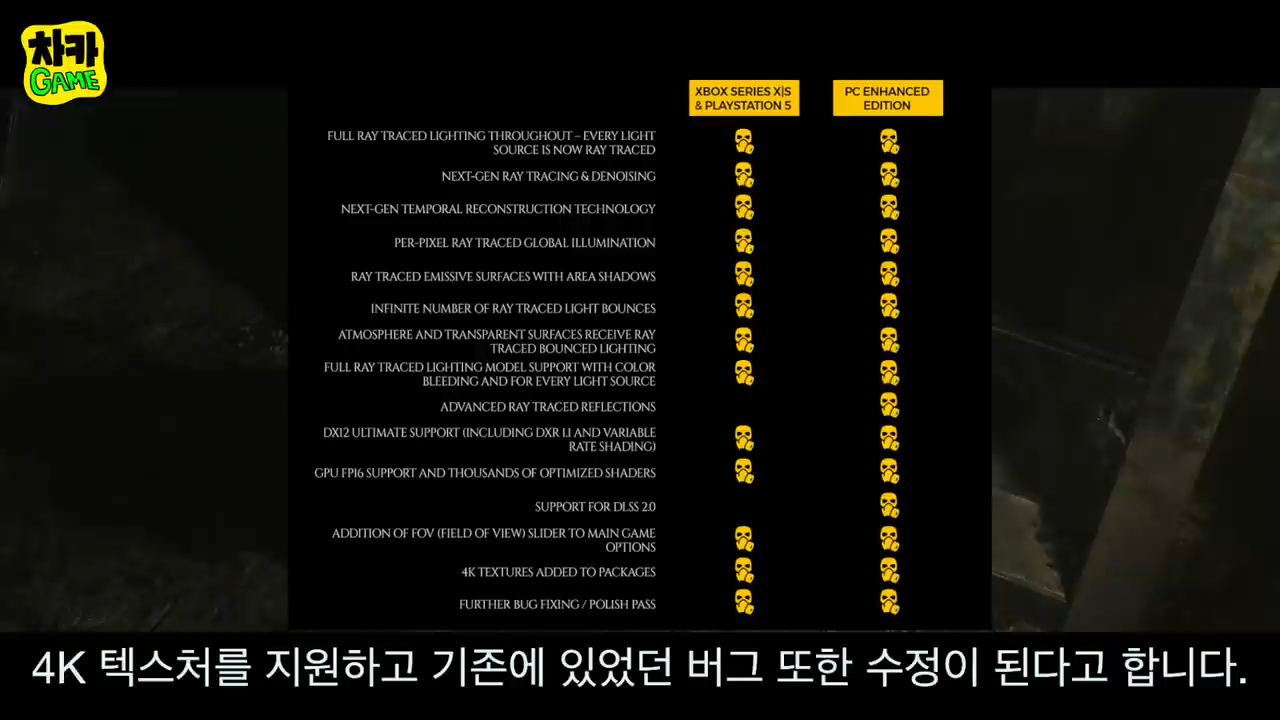 차카
GAME
XBOX SERIES X|S
& PLAYSTATION 5
PC ENHANCED
EDITION
FULL RAY TRACED LIGHTING THROUGHOUT – EVERY LIGHT
SOURCE IS NOW RAY TRACED
NEXT-GEN RAY TRACING & DENOISING
NEXT-GEN TEMPORAL RECONSTRUCTION TECHNOLOGY
PER-PIXEL RAY TRACED GLOBAL ILLUMINATION
RAY TRACED EMISSIVE SURFACES WITH AREA SHADOWS
INFINITE NUMBER OF RAY TRACED LIGHT BOUNCES
ATMOSPHERE AND TRANSPARENT SURFACES RECEIVE RAY
TRACED BOUNCED LIGHTING
FULL RAY TRACED LIGHTING MODEL SUPPORT WITH COLOR
BLEEDING AND FOR EVERY LIGHT SOURCE
ADVANCED RAY TRACED REFLECTIONS
DX12 ULTIMATE SUPPORT (INCLUDING DXR 1.1 AND VARIABLE
RATE SHADING)
GPU FP16 SUPPORT AND THOUSANDS OF OPTIMIZED SHADERS
SUPPORT FOR DLSS 2.0
ADDITION OF FOV (FIELD OF VIEW) SLIDER TO MAIN GAME
OPTIONS
4K TEXTURES ADDED TO PACKAGES
FURTHER BUG FIXING / POLISH PASS
4K 텍스처를 지원하고 기존에 있었던 버그 또한 수정이 된다고 합니다.